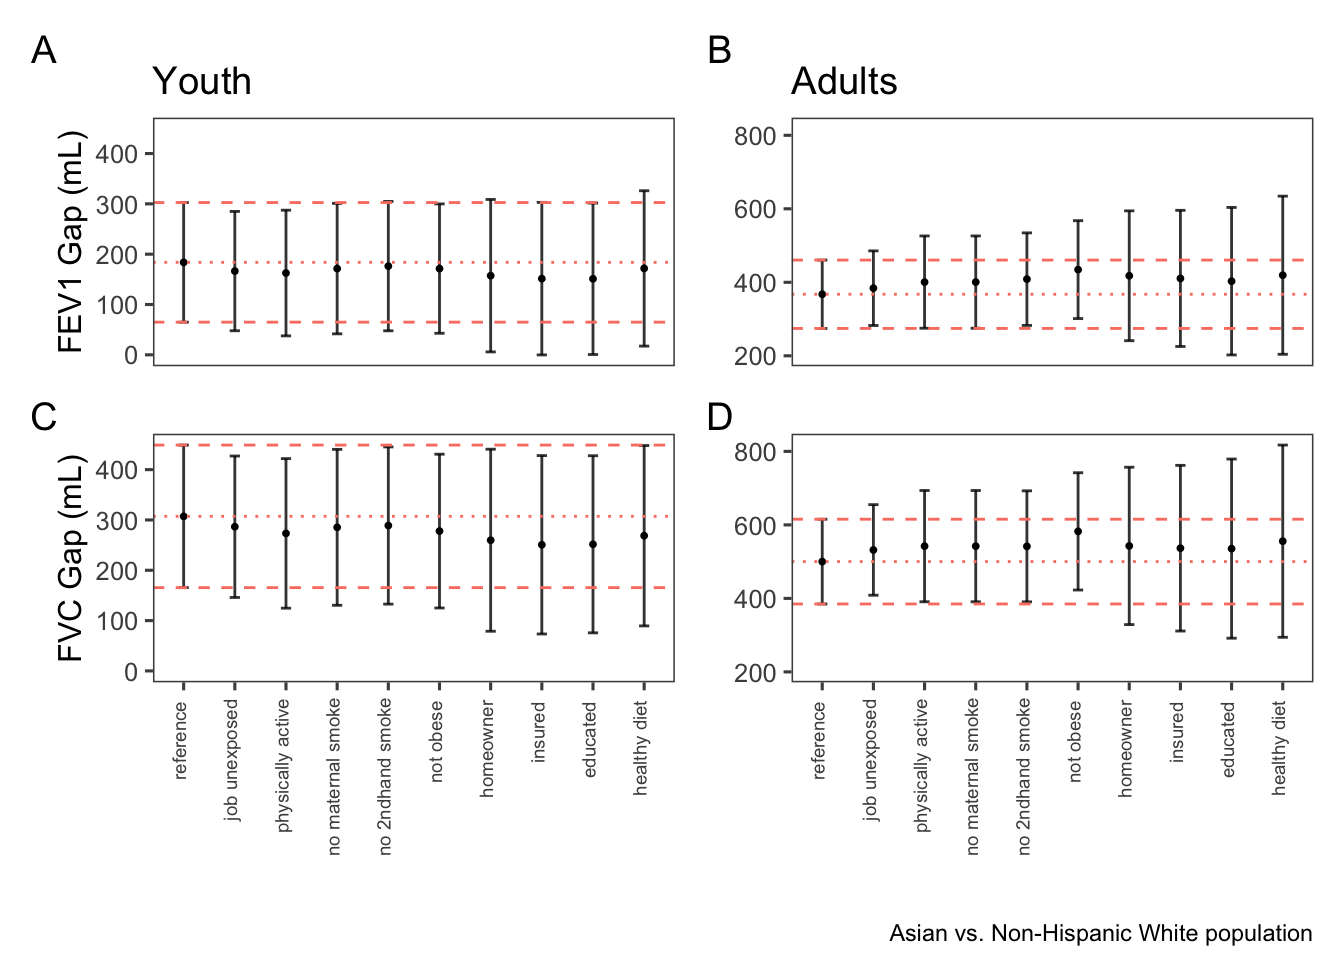 A
Youth
FEV1 Gap (mL)
400
300
200
100
0
B
Adults
800
600
400
200
C
FVC Gap (mL)
400
300
200
100
0
reference
job unexposed
physically active
no maternal smoke
no 2ndhand smoke
not obese
homeowner
insured
educated
healthy diet
D
800
600
400
200
reference
job unexposed
physically active
no maternal smoke
no 2ndhand smoke
not obese
homeowner
insured
educated
healthy diet
Asian vs. Non-Hispanic White population